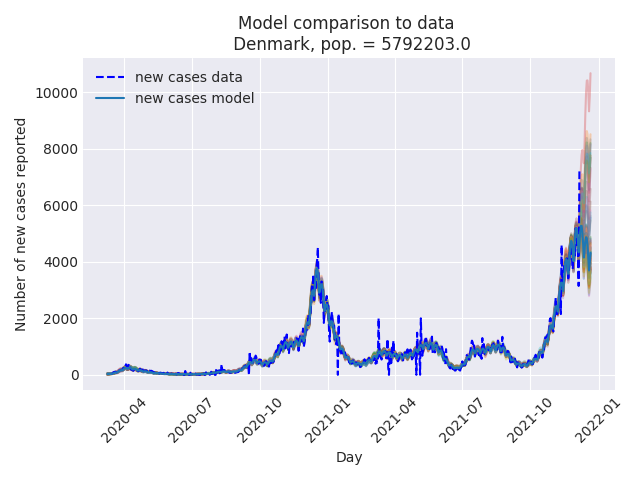 Model comparison to data
Denmark, pop. = 5792203.0
new cases data
new cases model
Number of new cases reported
10000
8000
6000
4000
2000
0
2020-04
2020-07
2020-10
2021-01
2021-04
2021-07
2021-10
2022-01
Day